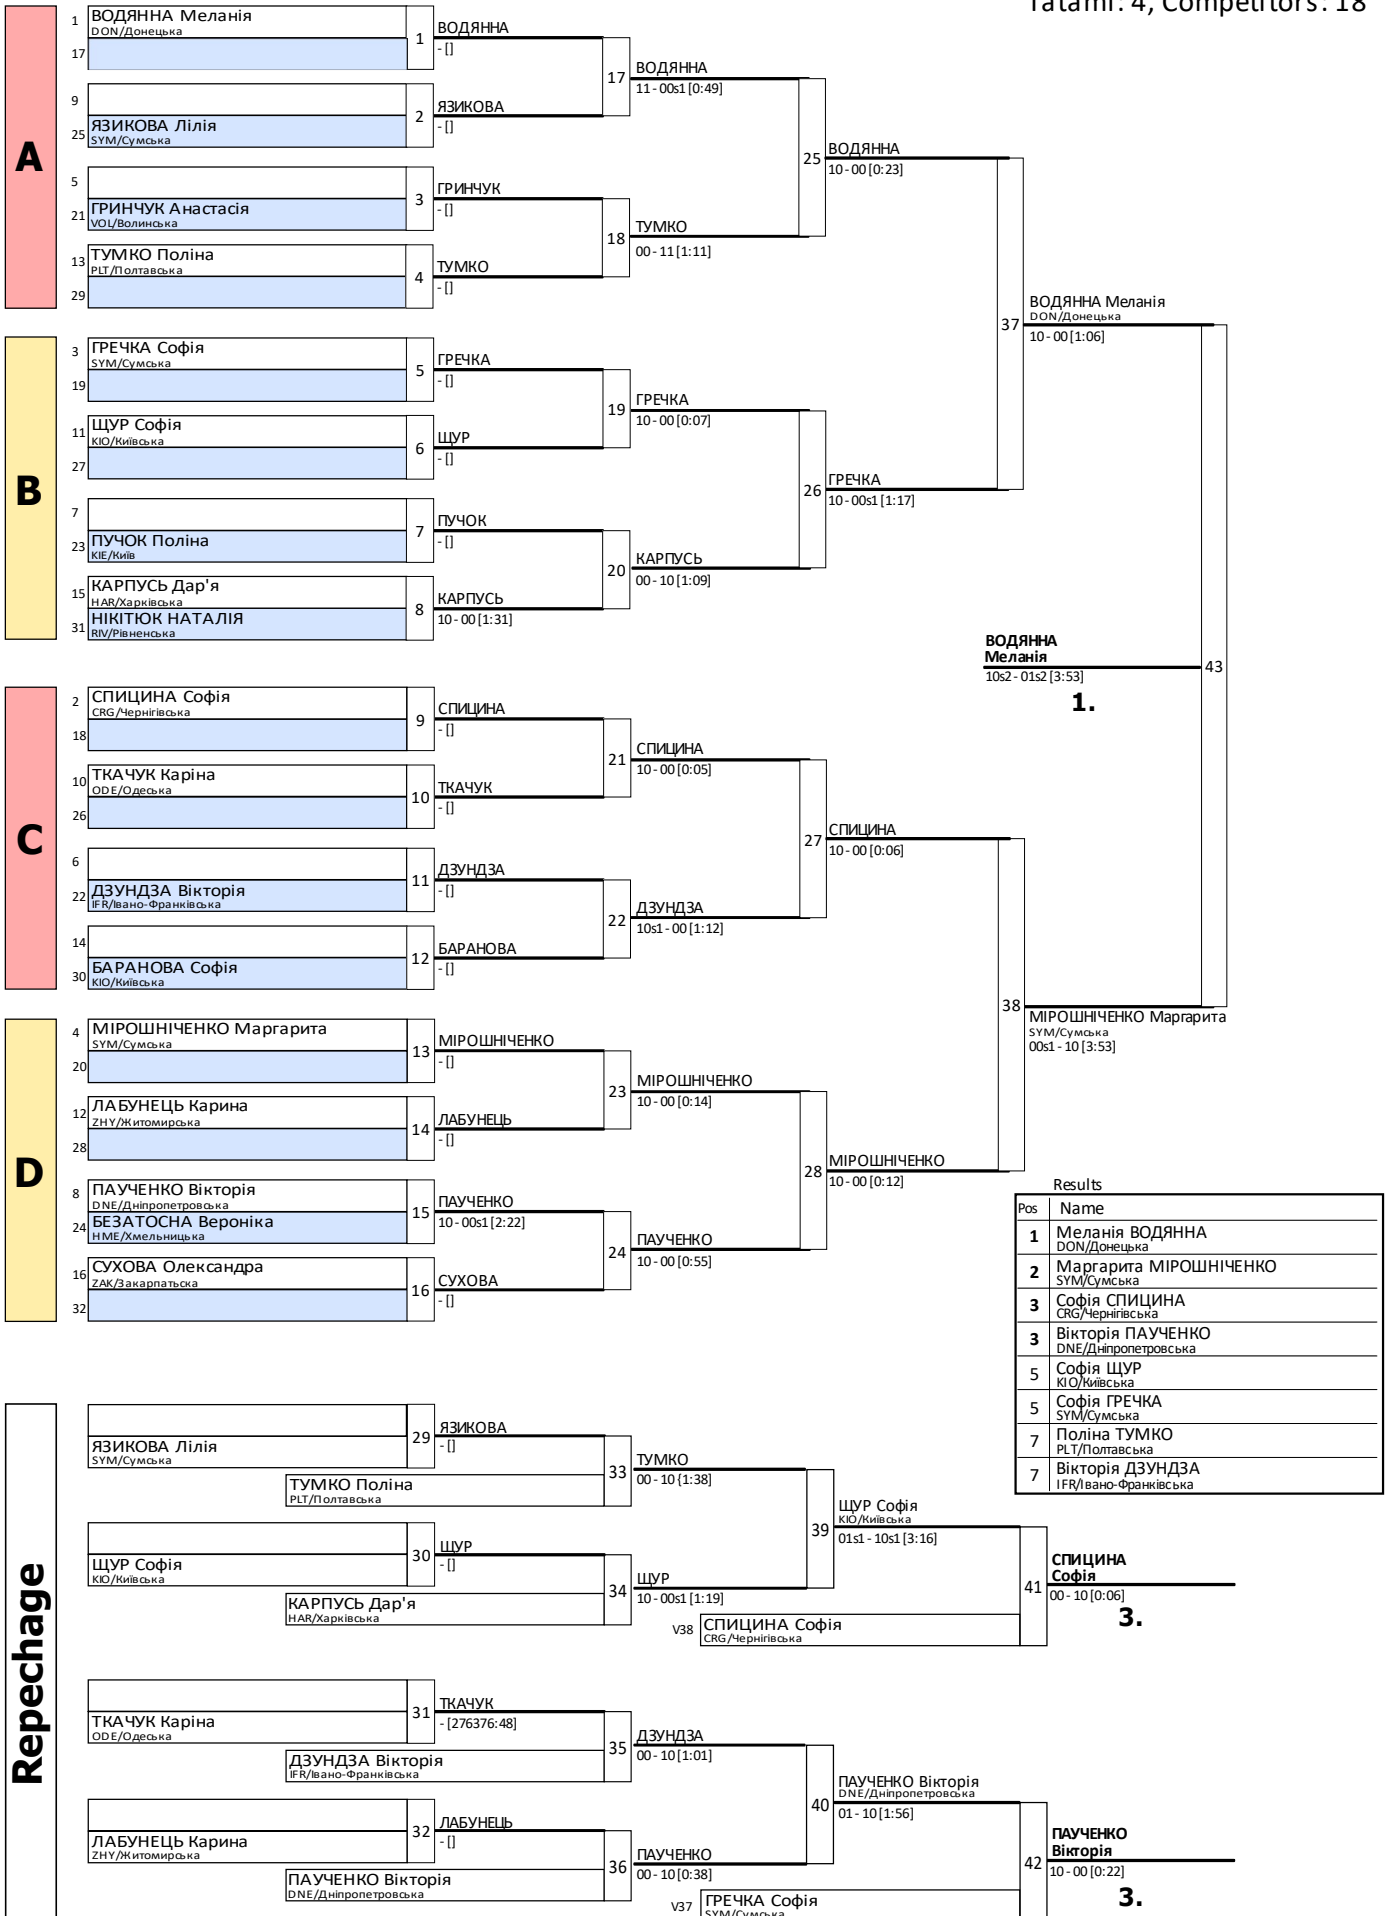 Tatami: 4, Competitors: 18
A
1 ВОДЯННА Меланія
DON/Донецька
17
1
ВОДЯННА
- []
9
25 ЯЗИКОВА Лілія
SYM/Сумська
2
ЯЗИКОВА
- []
17
ВОДЯННА
11 - 00s1 [0:49]
5
21 ГРИНЧУК Анастасія
VOL/Волинська
3
ГРИНЧУК
- []
13 ТУМКО Поліна
PLT/Полтавська
29
4
ТУМКО
- []
18
ТУМКО
00 - 11 [1:11]
25
ВОДЯННА
10 - 00 [0:23]
B
3 ГРЕЧКА Софія
SYM/Сумська
19
5
ГРЕЧКА
- []
11 ЩУР Софія
KIO/Київська
27
6
ЩУР
- []
19
ГРЕЧКА
10 - 00 [0:07]
7
23 ПУЧОК Поліна
KIE/Київ
7
ПУЧОК
- []
15 КАРПУСЬ Дар'я
HAR/Харківська
31 НІКІТЮК НАТАЛІЯ
RIV/Рівненська
8
КАРПУСЬ
10 - 00 [1:31]
20
КАРПУСЬ
00 - 10 [1:09]
26
ГРЕЧКА
10 - 00s1 [1:17]
37
ВОДЯННА Меланія
DON/Донецька
10 - 00 [1:06]
ВОДЯННА
Меланія
10s2 - 01s2 [3:53]
1.
43
C
2 СПИЦИНА Софія
CRG/Чернігівська
18
9
СПИЦИНА
- []
10 ТКАЧУК Каріна
ODE/Одеська
26
10
ТКАЧУК
- []
21
СПИЦИНА
10 - 00 [0:05]
6
22 ДЗУНДЗА Вікторія
IFR/Івано-Франківська
11
ДЗУНДЗА
- []
14
30 БАРАНОВА Софія
KIO/Київська
12
БАРАНОВА
- []
22
ДЗУНДЗА
10s1 - 00 [1:12]
27
СПИЦИНА
10 - 00 [0:06]
D
4 МІРОШНІЧЕНКО Маргарита
SYM/Сумська
20
13
МІРОШНІЧЕНКО
- []
12 ЛАБУНЕЦЬ Карина
ZHY/Житомирська
28
14
ЛАБУНЕЦЬ
- []
23
МІРОШНІЧЕНКО
10 - 00 [0:14]
8 ПАУЧЕНКО Вікторія
DNE/Дніпропетровська
24 БЕЗАТОСНА Вероніка
HME/Хмельницька
15
ПАУЧЕНКО
10 - 00s1 [2:22]
16 СУХОВА Олександра
ZAK/Закарпатьска
32
16
СУХОВА
- []
24
ПАУЧЕНКО
10 - 00 [0:55]
28
МІРОШНІЧЕНКО
10 - 00 [0:12]
38
МІРОШНІЧЕНКО Маргарита
SYM/Сумська
00s1 - 10 [3:53]
Results
Pos Name
1 Меланія ВОДЯННА
DON/Донецька
2 Маргарита МІРОШНІЧЕНКО
SYM/Сумська
3 Софія СПИЦИНА
CRG/Чернігівська
3 Вікторія ПАУЧЕНКО
DNE/Дніпропетровська
5 Софія ЩУР
KIO/Київська
5 Софія ГРЕЧКА
SYM/Сумська
7 Поліна ТУМКО
PLT/Полтавська
7 Вікторія ДЗУНДЗА
IFR/Івано-Франківська
Repechage
ЯЗИКОВА Лілія
SYM/Сумська
29
ЯЗИКОВА
- []
ТУМКО Поліна
PLT/Полтавська
33
ТУМКО
00 - 10 [1:38]
ЩУР Софія
KIO/Київська
30
ЩУР
- []
КАРПУСЬ Дар'я
HAR/Харківська
34
ЩУР
10 - 00s1 [1:19]
39
ЩУР Софія
KIO/Київська
01s1 - 10s1 [3:16]
V38 СПИЦИНА Софія
CRG/Чернігівська
41
СПИЦИНА
Софія
00 - 10 [0:06]
3.
ТКАЧУК Каріна
ODE/Одеська
31
ТКАЧУК
- [276376:48]
ДЗУНДЗА Вікторія
IFR/Івано-Франківська
35
ДЗУНДЗА
00 - 10 [1:01]
ЛАБУНЕЦЬ Карина
ZHY/Житомирська
32
ЛАБУНЕЦЬ
- []
ПАУЧЕНКО Вікторія
DNE/Дніпропетровська
36
ПАУЧЕНКО
00 - 10 [0:38]
40
ПАУЧЕНКО Вікторія
DNE/Дніпропетровська
01 - 10 [1:56]
V37 ГРЕЧКА Софія
SYM/Сумська
42
ПАУЧЕНКО
Вікторія
10 - 00 [0:22]
3.